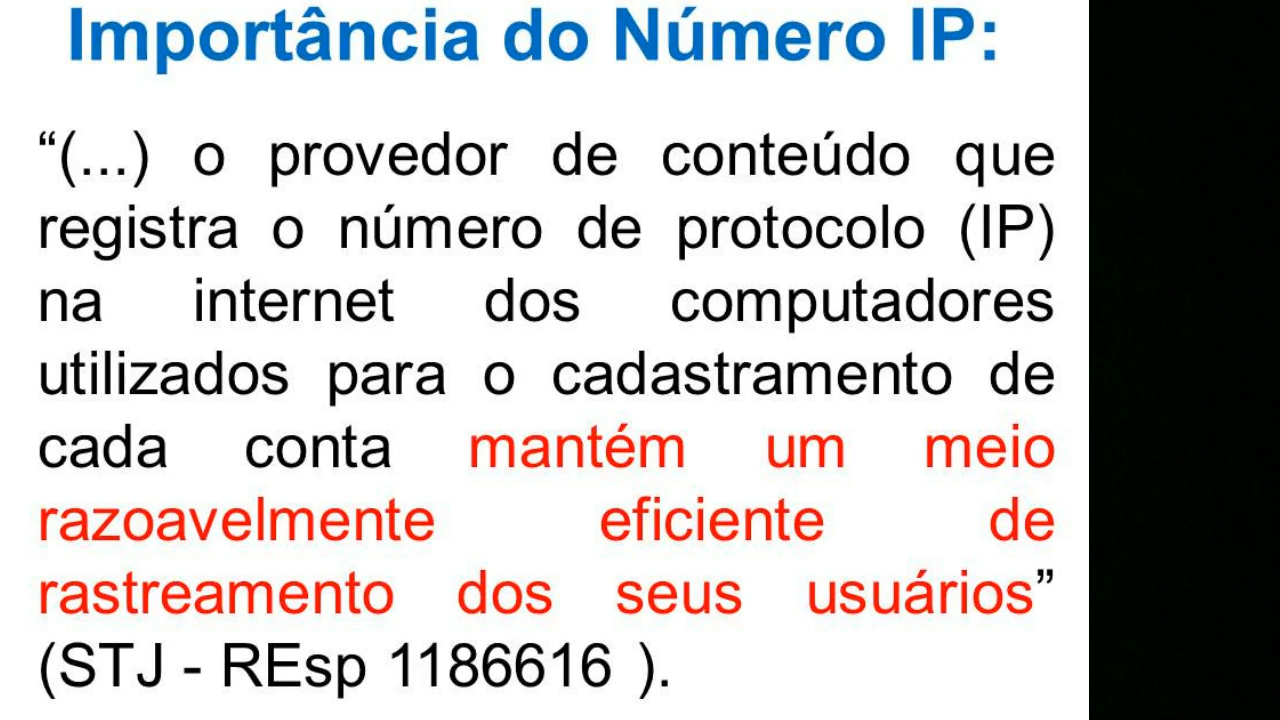 Importância do Número IP:
“(...) o provedor de conteúdo que
registra o número de protocolo (IP)
na internet dos computadores
utilizados para o cadastramento de
cada conta mantém um meio
razoavelmente eficiente de
rastreamento dos seus usuários”
(STJ - REsp 1186616 ).